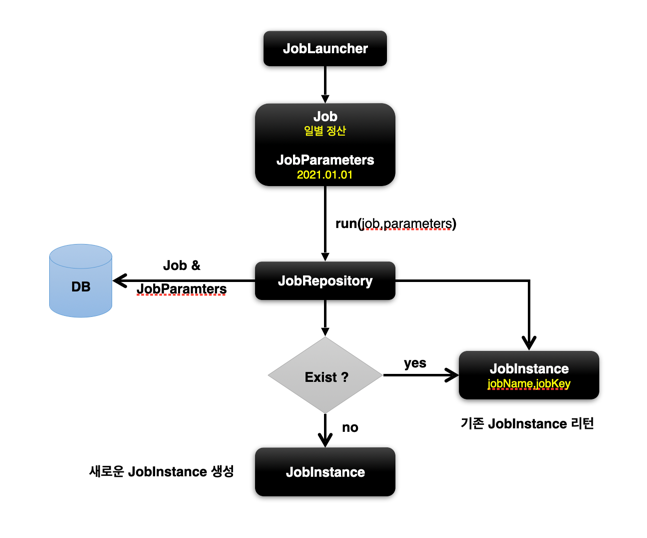 JobLauncher
Job
일별 정산
JobParameters
2021.01.01
run(job,parameters)
Job &
JobParamters
DB
JobRepository
Exist ?
yes
JobInstance
jobName,jobKey
기존 JobInstance 리턴
no
새로운 JobInstance 생성
JobInstance